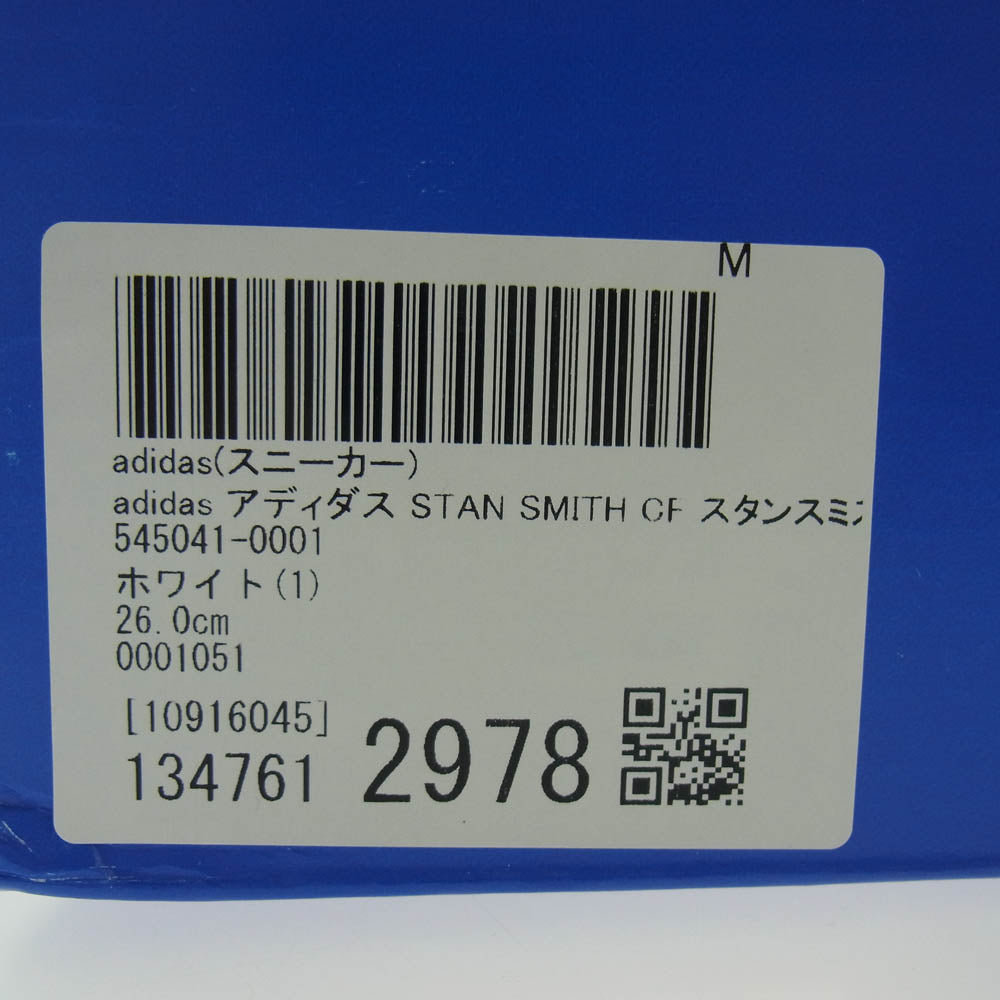 M
adidas(スニーカー)
adidas アディダス STAN SMITH CF スタンスミス
545041-0001
ホワイト(1)
26.0cm
0001051
[10916045]
134761 2978